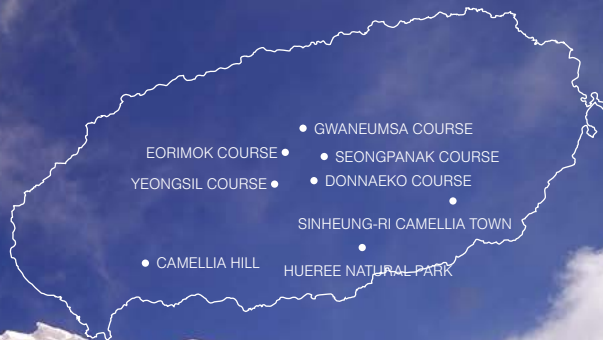 GWANEUMSA COURSE
EORIMOK COURSE
SEONGPANAK COURSE
YEONGSIL COURSE
DONNAEKO COURSE
SINHEUNG-RI CAMELLIA TOWN
CAMELLIA HILL
HUEREE NATURAL PARK